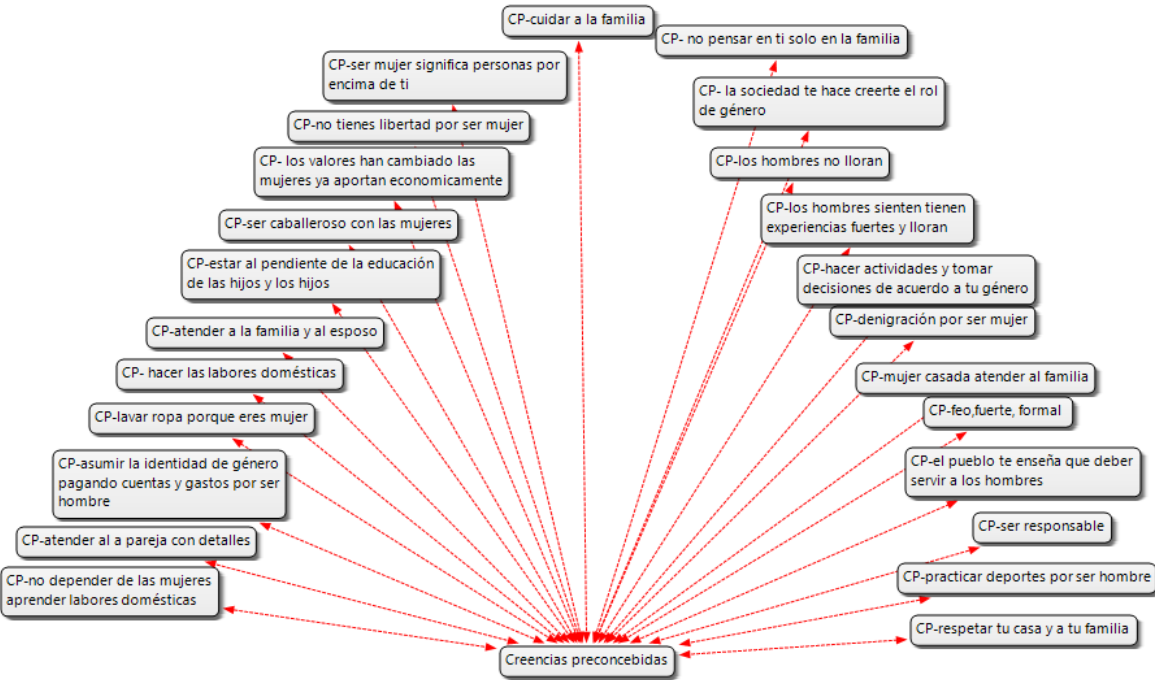 CP-cuidar a la familia
CP- no pensar en ti solo en la familia
CP-ser mujer significa personas por
encima de ti
CP- la sociedad te hace creerte el rol
de género
CP-no tienes libertad por ser mujer
CP- los valores han cambiado las
mujeres ya aportan economicamente
CP-los hombres no lloran
CP-ser caballeroso con las mujeres
CP-los hombres sienten tienen
experiencias fuertes y lloran
CP-estar al pendiente de la educación
de las hijos y los hijos
CP-hacer actividades y tomar
decisiones de acuerdo a tu género
CP-atender a la familia y al esposo
CP-denigración por ser mujer
CP- hacer las labores domésticas
CP-mujer casada atender al familia
CP-lavar ropa porque eres mujer
CP-feo,fuerte, formal
CP-asumir la identidad de género
pagando cuentas y gastos por ser
hombre
CP-el pueblo te enseña que deber
servir a los hombres
CP-atender al a pareja con detalles
CP-ser responsable
CP-no depender de las mujeres
aprender labores domésticas
CP-practicar deportes por ser hombre
CP-respetar tu casa y a tu familia
Creencias preconcebidas